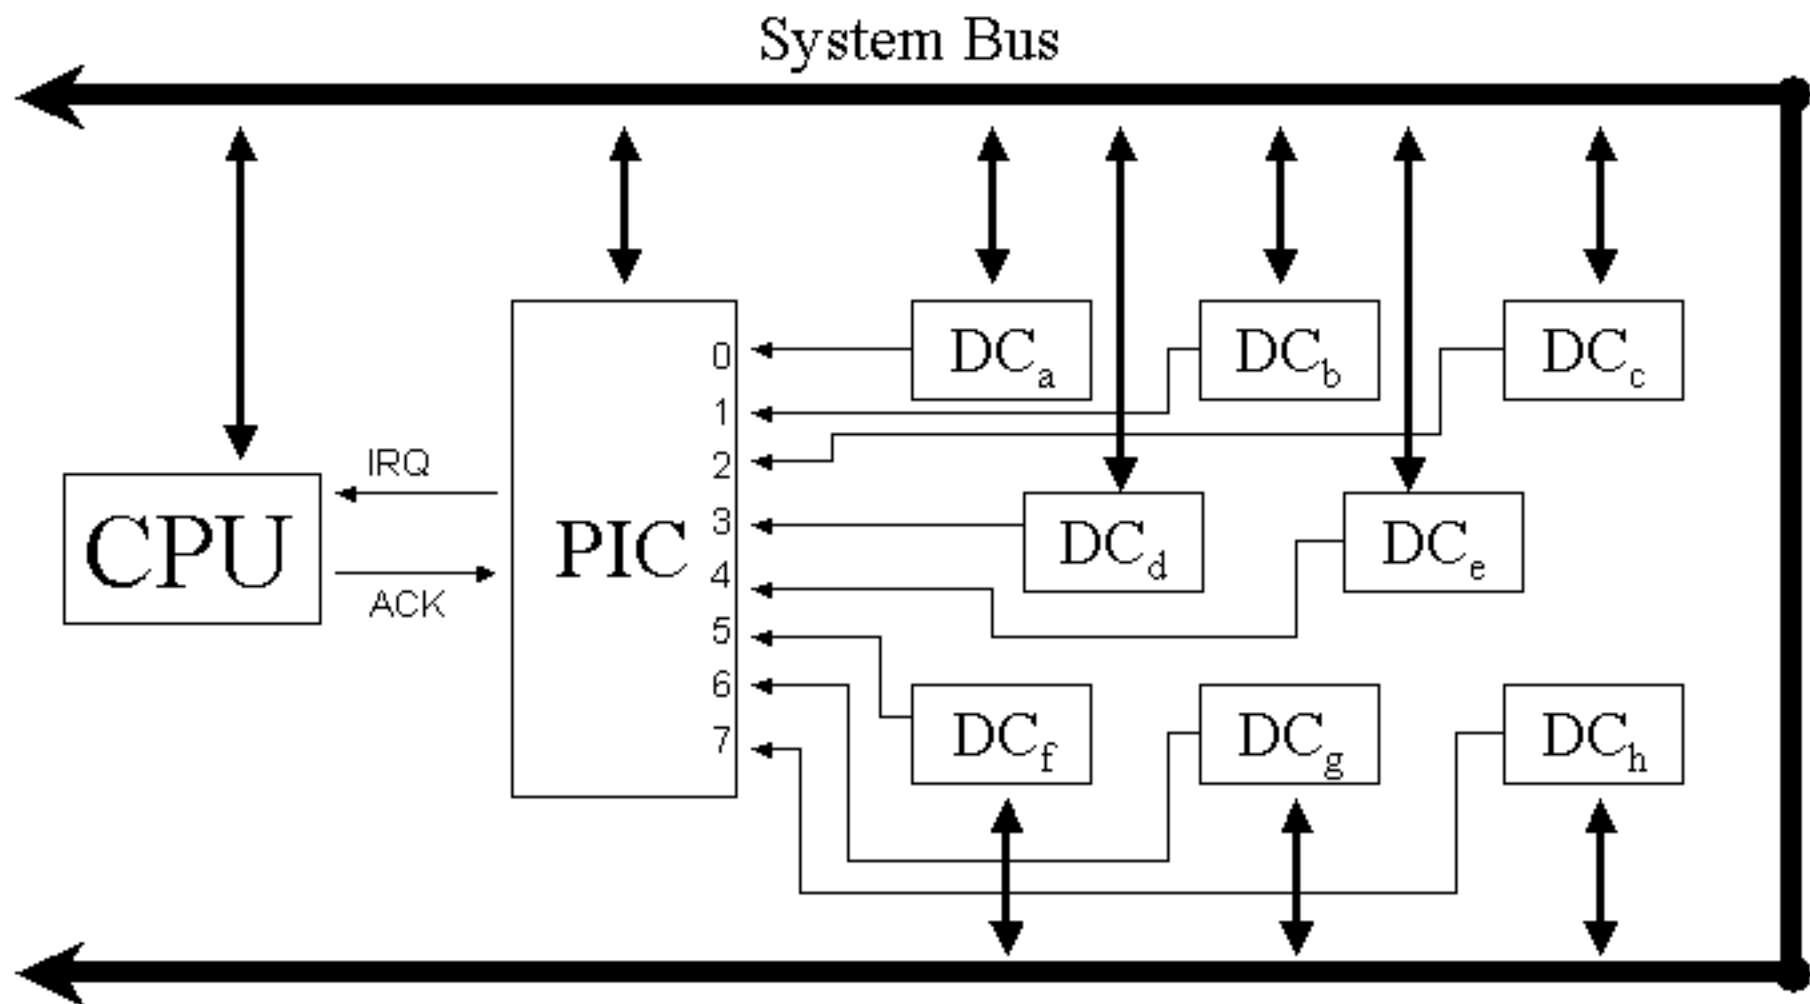 System Bus
0
DCa
DCb
DCc
1
IRQ
2
CPU
PIC
3
DCd
DCe
ACK
4
5
6
DCf
DCg
DCh
7